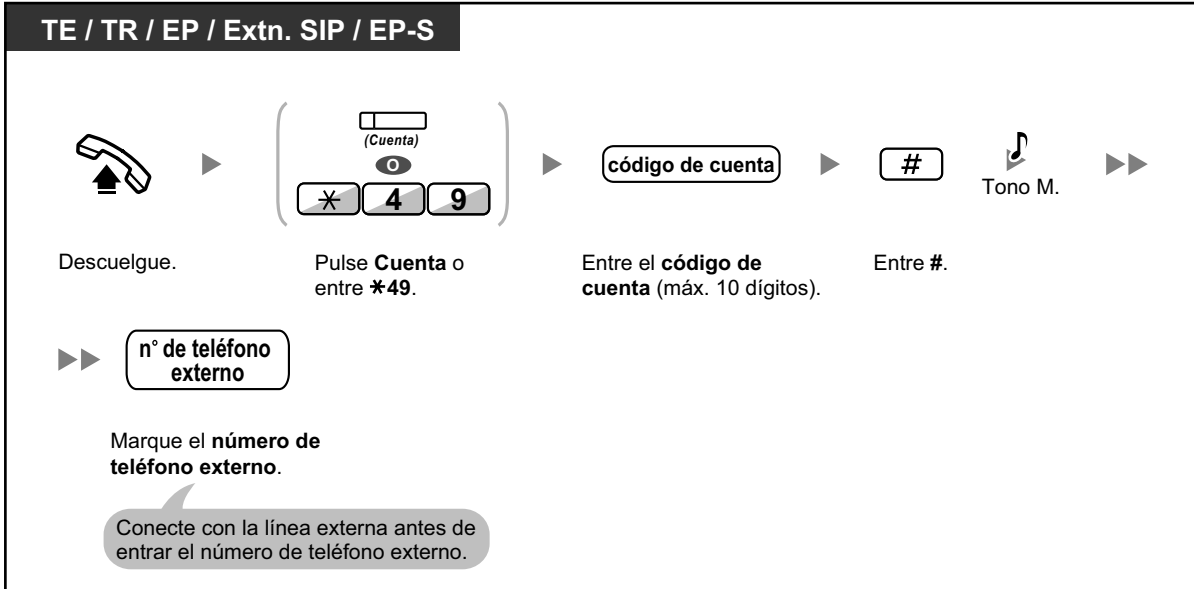 TE / TR / EP / Extn. SIP / EP-S
(Cuenta)
O
* 4 9
código de cuenta
#
Tono M.
Descuelgue.
Pulse Cuenta o
entre *49.
Entre el código de
cuenta (máx. 10 dígitos).
Entre #.
n° de teléfono
externo
Marque el número de
teléfono externo.
Conecte con la línea externa antes de
entrar el número de teléfono externo.